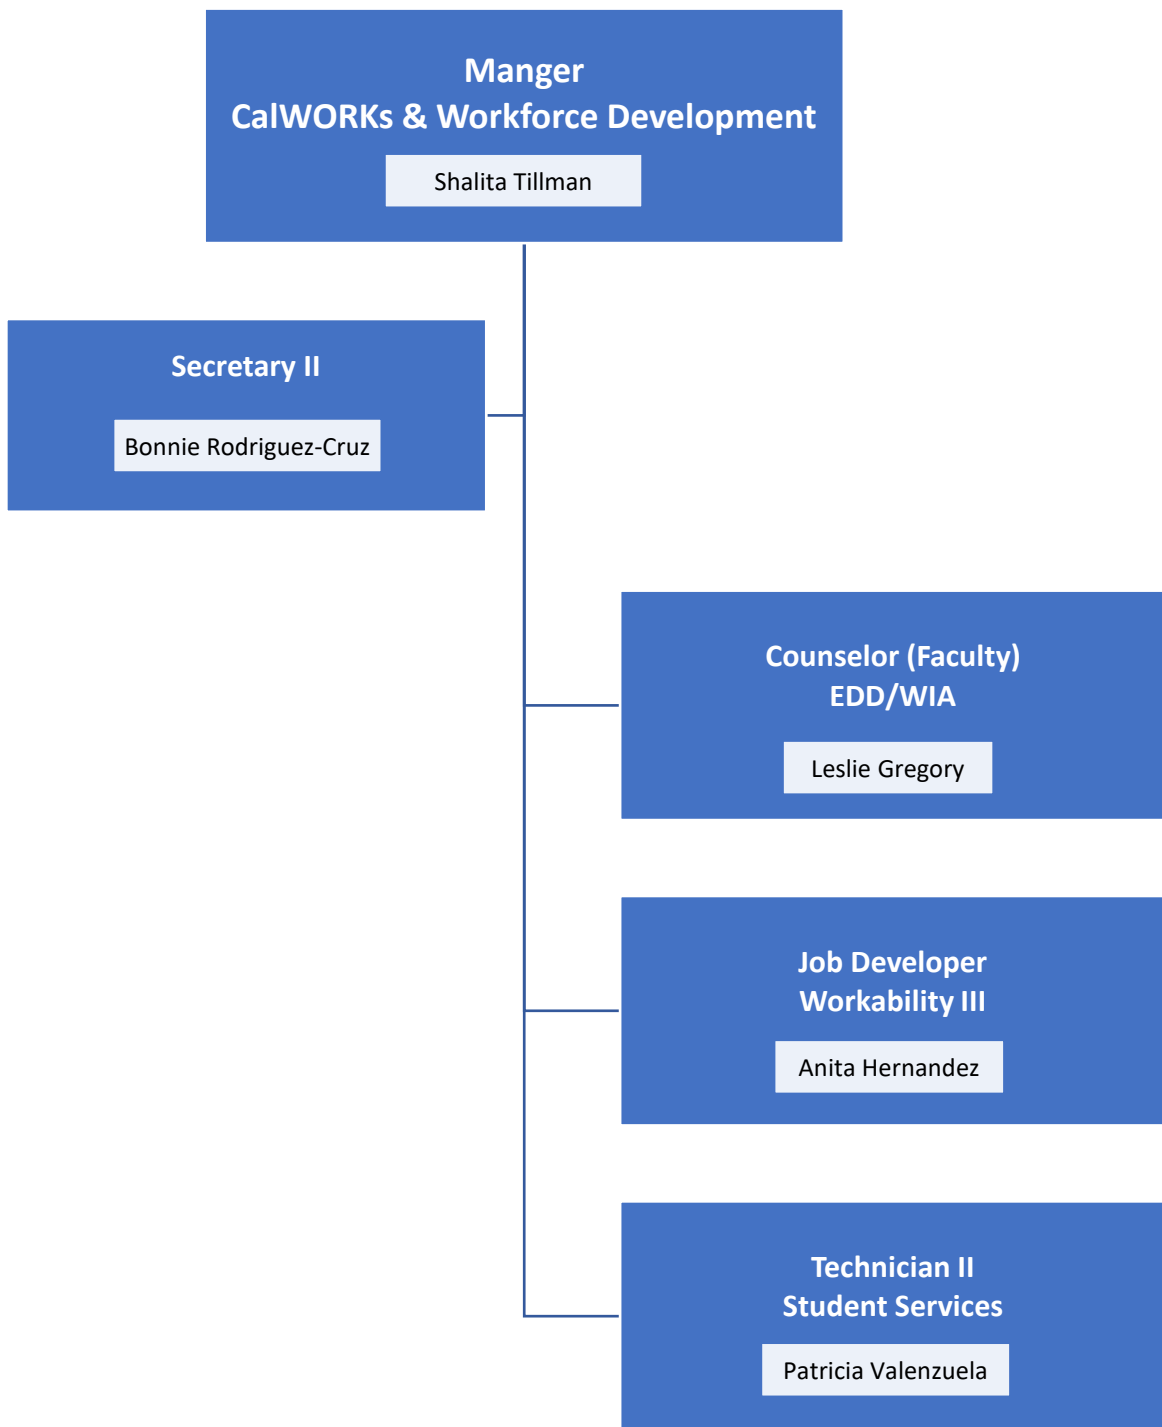 Manger
CalWORKs & Workforce Development
Shalita Tillman
Secretary II
Bonnie Rodriguez-Cruz
Counselor (Faculty)
EDD/WIA
Leslie Gregory
Job Developer
Workability III
Anita Hernandez
Technician II
Student Services
Patricia Valenzuela